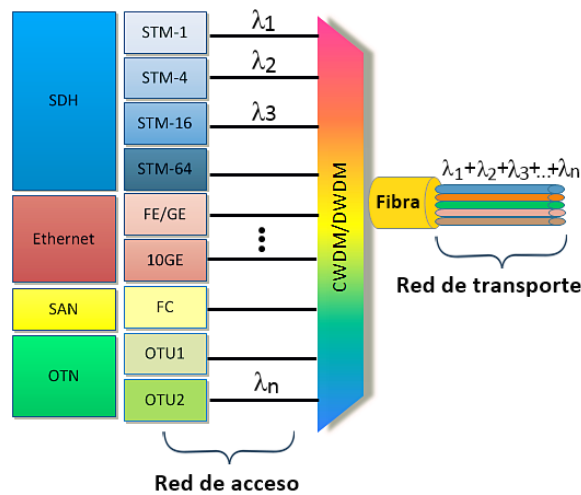 SDH
STM-1
λ1
STM-4
λ2
STM-16
λ3
STM-64
Ethernet
FE/GE
10GE
SAN
FC
OTN
OTU1
OTU2
λn
CWDM/DWDM
Fibra
λ1+λ2+λ3+...+λn
Red de transporte
Red de acceso